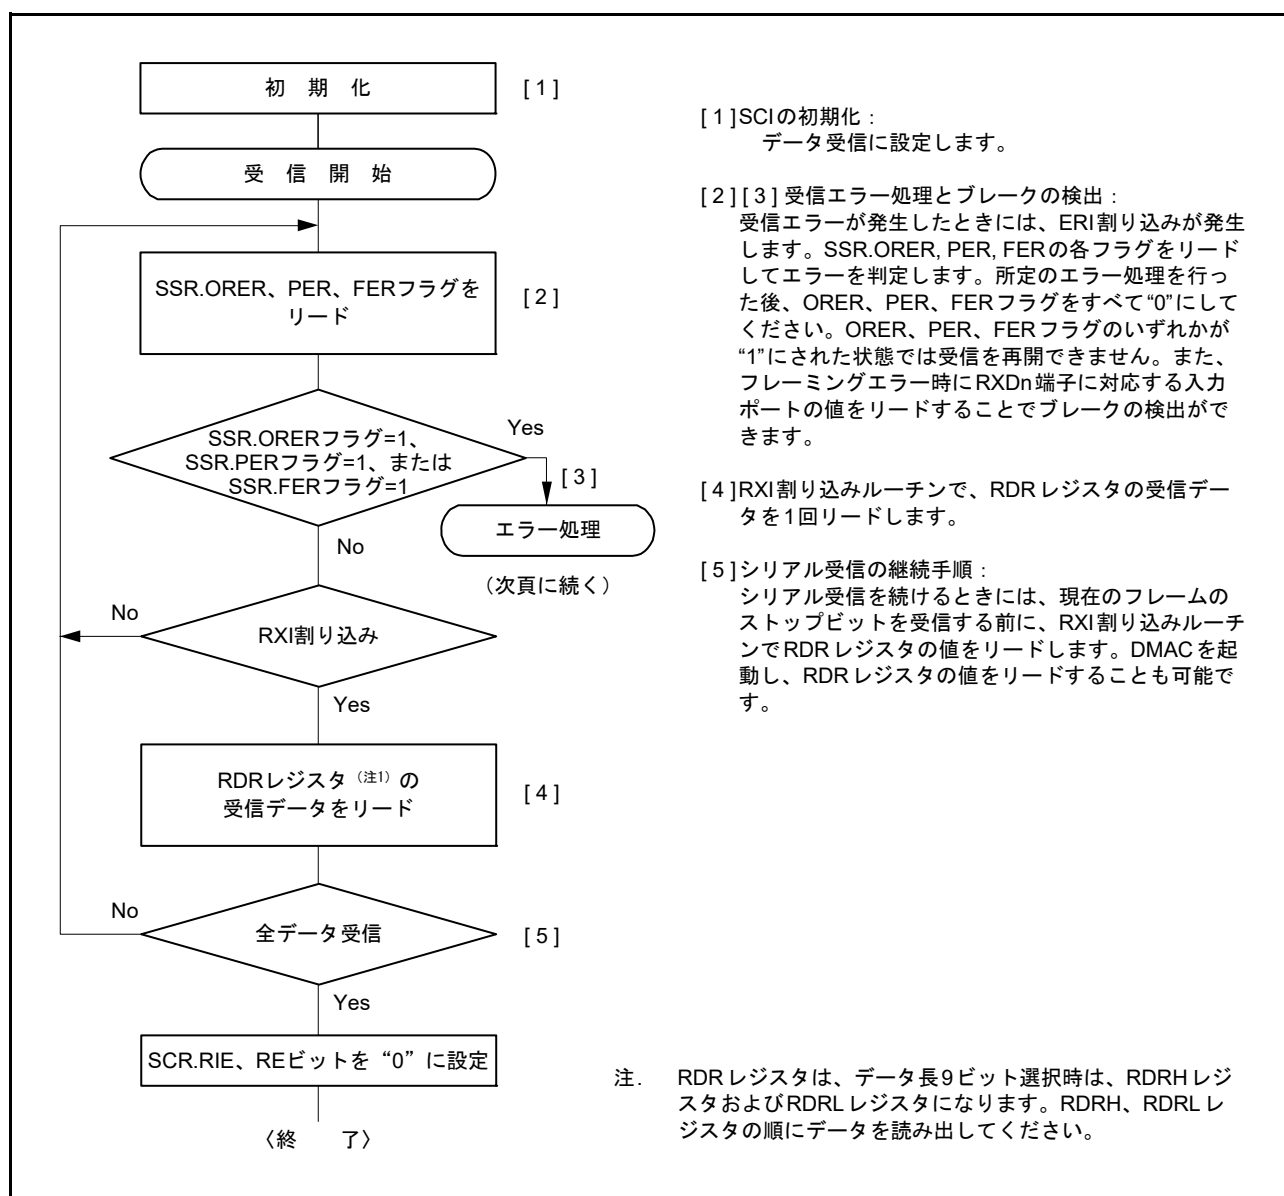 初 期 化 [1]
受 信 開 始
SSR.ORER、PER、FERフラグを
リード
[2]
SSR.ORERフラグ=1、
SSR.PERフラグ=1、または
SSR.FERフラグ=1
Yes
[3]
エラー処理
(次頁に続く)
No
RXI割り込み
No
Yes
RDRレジスタ(注1)の
受信データをリード
[4]
全データ受信
[5]
No
Yes
SCR.RIE、REビットを“0”に設定
〈終 了〉
[1]SCIの初期化:
データ受信に設定します。
[2][3]受信エラー処理とブレークの検出:
受信エラーが発生したときには、ERI割り込みが発生
します。SSR.ORER, PER, FERの各フラグをリード
してエラーを判定します。所定のエラー処理を行っ
た後、ORER、PER、FERフラグをすべて“0”にして
ください。ORER、PER、FERフラグのいずれかが
“1”にされた状態では受信を再開できません。また、
フレーミングエラー時にRXDn端子に対応する入力
ポートの値をリードすることでブレークの検出がで
きます。
[4]RXI割り込みルーチンで、RDRレジスタの受信デー
タを1回リードします。
[5]シリアル受信の継続手順:
シリアル受信を続けるときには、現在のフレームの
ストップビットを受信する前に、RXI割り込みルーチ
ンでRDRレジスタの値をリードします。DMACを起
動し、RDRレジスタの値をリードすることも可能で
す。
注. RDRレジスタは、データ長9ビット選択時は、RDRHレジ
スタおよびRDRLレジスタになります。RDRH、RDRLレ
ジスタの順にデータを読み出してください。